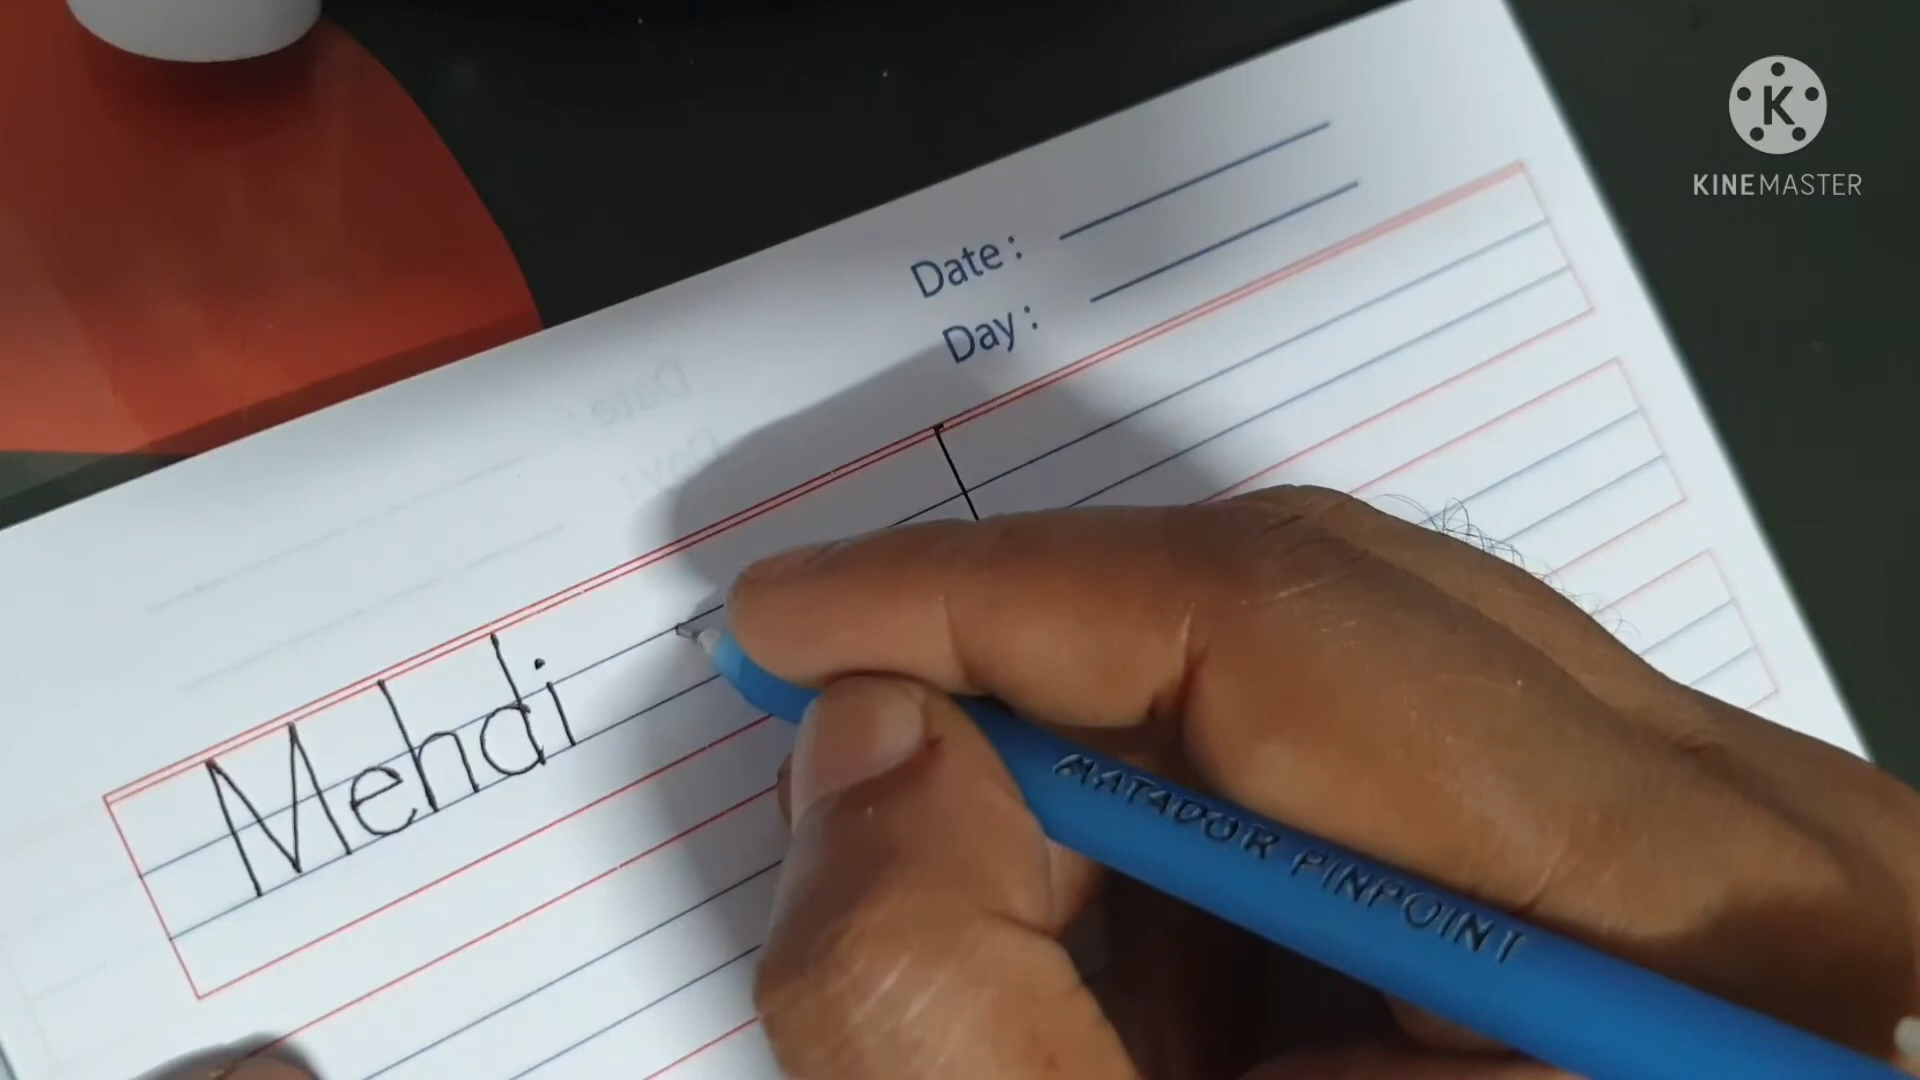 KINEMASTER
Date :
Day :
Mehdi
MATADOR PINPOINT